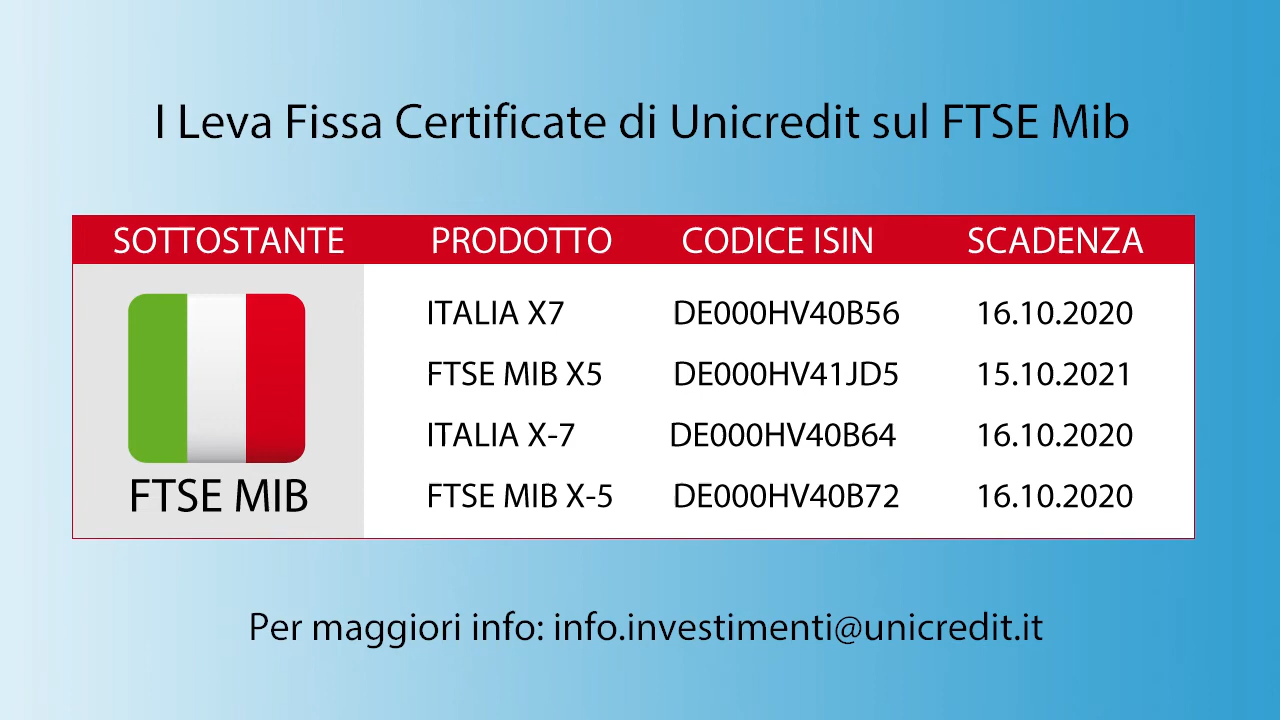 I Leva Fissa Certificate di Unicredit sul FTSE Mib
SOTTOSTANTE PRODOTTO CODICE ISIN SCADENZA
ITALIA X7 DE000HV40B56 16.10.2020
FTSE MIB X5 DE000HV41JD5 15.10.2021
ITALIA X-7 DE000HV40B64 16.10.2020
FTSE MIB FTSE MIB X-5 DE000HV40B72 16.10.2020
Per maggiori info: info.investimenti@unicredit.it